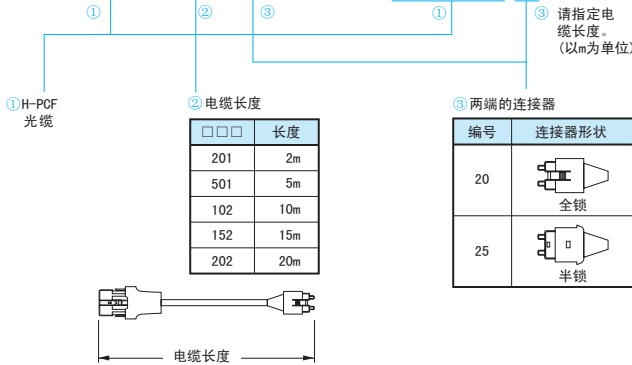 ① ② ③ ① ③ 请指定电
缆长度。
(以m为单位)
①H-PCF
光缆
②电缆长度
□□□ 长度
201 2m
501 5m
102 10m
152 15m
202 20m
③两端的连接器
编号 连接器形状
20
全锁
25
半锁
电缆长度